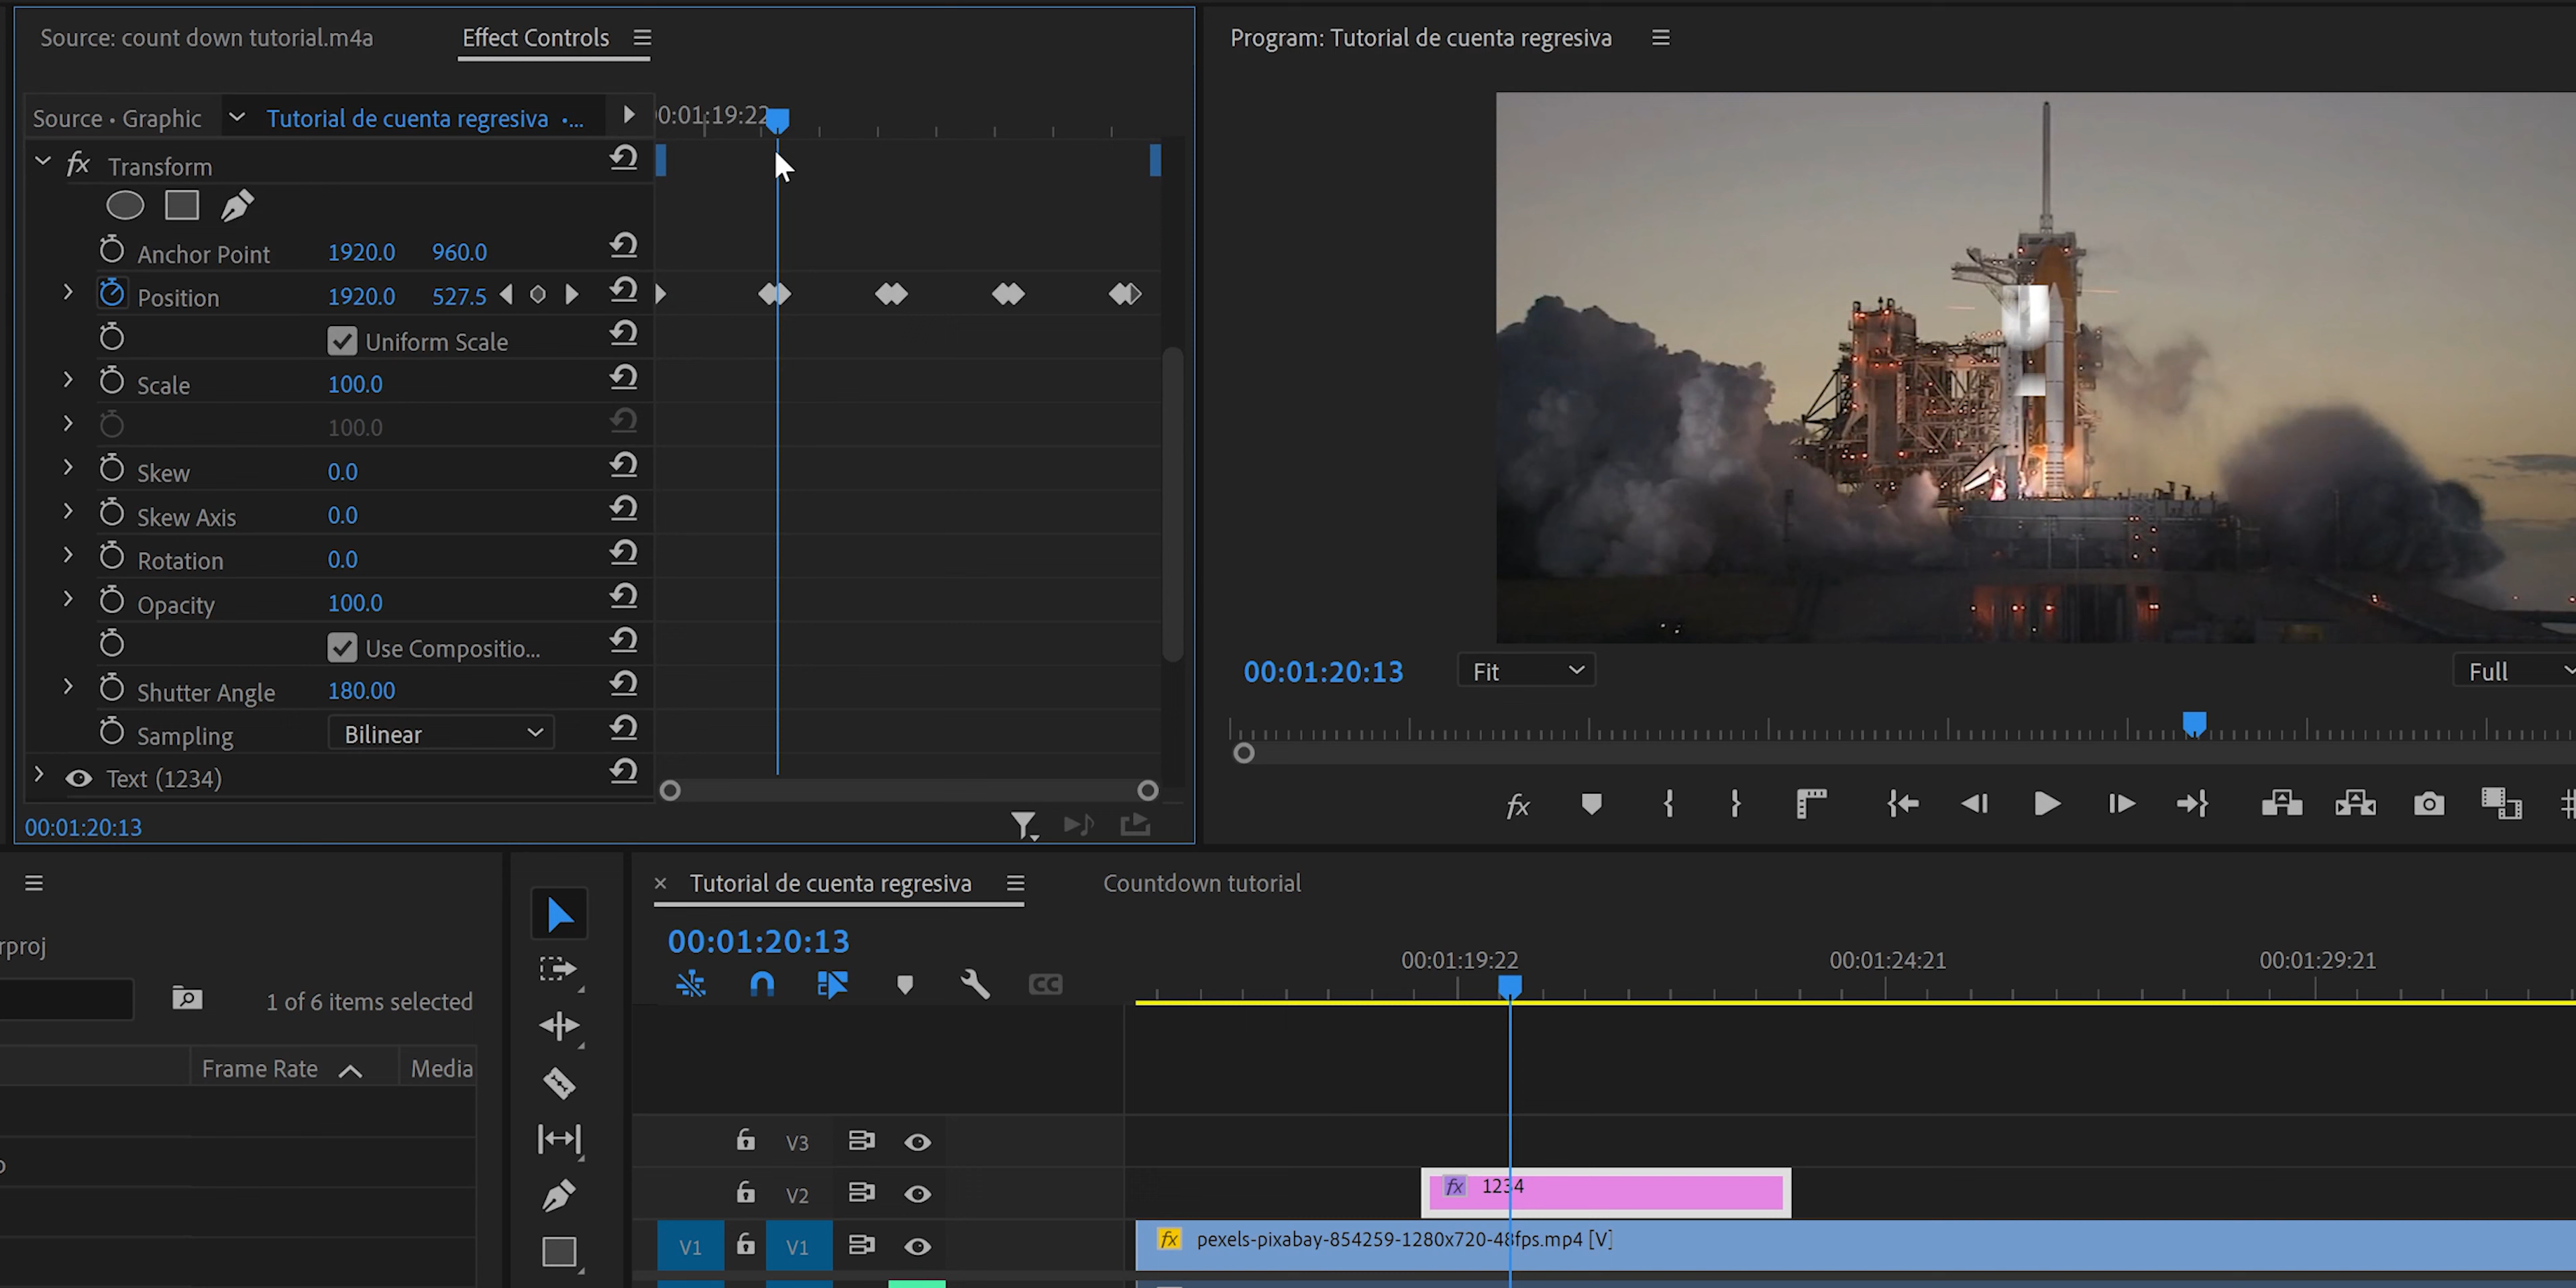 Source: count down tutorial.m4a
Effect Controls
Program: Tutorial de cuenta regresiva
Source • Graphic
Tutorial de cuenta regresiva •...
0:01:19:22
fx Transform
Anchor Point 1920.0 960.0
Position 1920.0 527.5
Uniform Scale
Scale 100.0
100.0
Skew 0.0
Skew Axis 0.0
Rotation 0.0
Opacity 100.0
Use Compositio...
Shutter Angle 180.00
Sampling Bilinear
Text (1234)
00:01:20:13
00:01:20:13
Fit
Full
fx
Tutorial de cuenta regresiva
Countdown tutorial
00:01:20:13
CC
00:01:19:22
00:01:24:21
00:01:29:21
rproj
1 of 6 items selected
Frame Rate
Media
V3
V2
fx 1234
V1
V1
fx pexels-pixabay-854259-1280x720-48fps.mp4 [V]